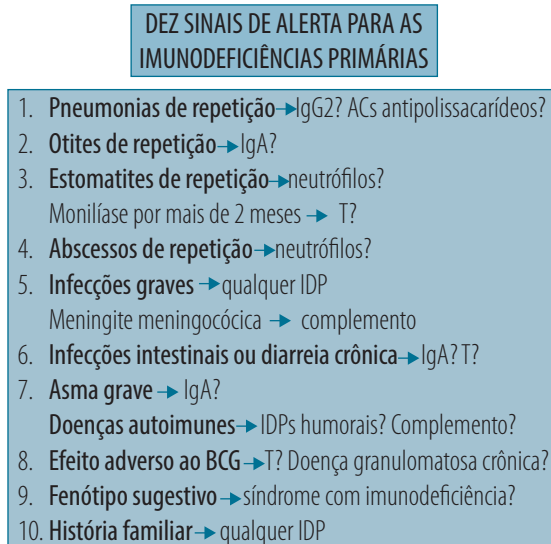 DEZ SINAIS DE ALERTA PARA AS
IMUNODEFICIÊNCIAS PRIMÁRIAS
1. Pneumonias de repetição→IgG2? ACs antipolissacarídeos?
2. Otites de repetição→IgA?
3. Estomatites de repetição→neutrófilos?
Monilíase por mais de 2 meses → T?
4. Abscessos de repetição→neutrófilos?
5. Infecções graves→qualquer IDP
Meningite meningocócica → complemento
6. Infecções intestinais ou diarreia crônica→IgA? T?
7. Asma grave→ IgA?
Doenças autoimunes→IDPs humorais? Complemento?
8. Efeito adverso ao BCG→T? Doença granulomatosa crônica?
9. Fenótipo sugestivo→síndrome com imunodeficiência?
10. História familiar→ qualquer IDP